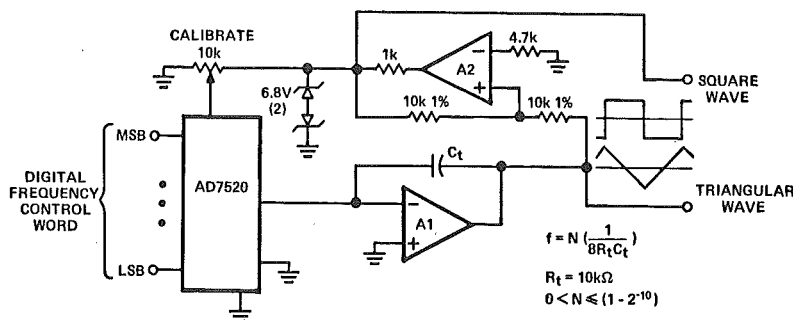 CALIBRATE
10k
1k
A2
4.7k
6.8V
(2)
10k 1%
10k 1%
SQUARE
WAVE
MSB
DIGITAL
FREQUENCY
CONTROL
WORD
AD7520
LSB
Ct
A1
TRIANGULAR
WAVE
f = N (1/8RtCt)
Rt = 10kΩ
0 < N ≤ (1 - 2⁻¹⁰)